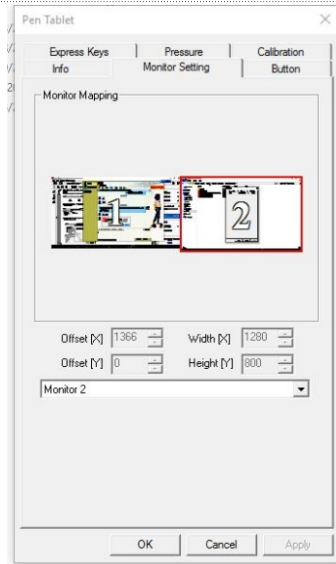 Pen Tablet
Express Keys Pressure Calibration
Info Monitor Setting Button
Monitor Mapping
1 2
Offset [X] 1366 Width [X] 1280
Offset [Y] 0 Height [Y] 800
Monitor 2
OK Cancel Apply